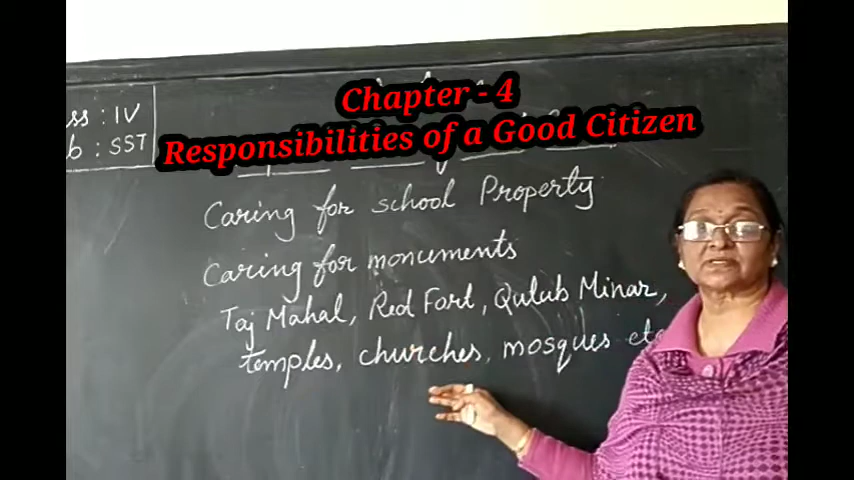 Chapter - 4
Responsibilities of a Good Citizen
ss : IV
b : SST
Caring for school Property
Caring for monuments
Taj Mahal, Red Fort, Qutub Minar,
temples, churches, mosques etc